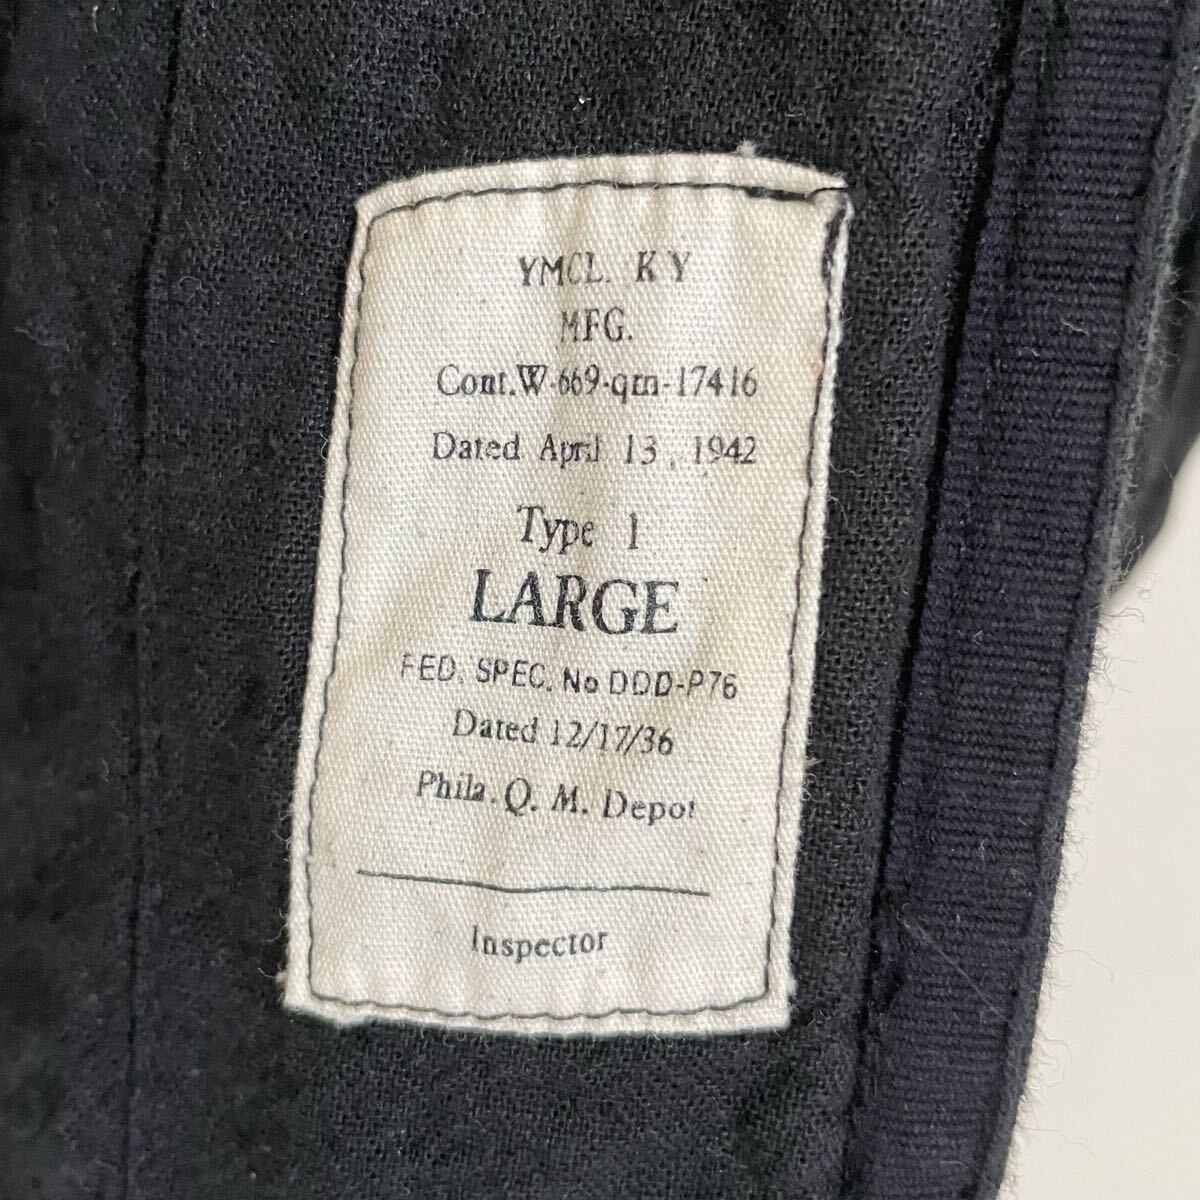 YMCL. KY
MFG.
Cont.W-669-qm-17416
Dated April 13, 1942
Type 1
LARGE
FED. SPEC. No DDD-P76
Dated 12/17/36
Phila. Q. M. Depot
Inspector